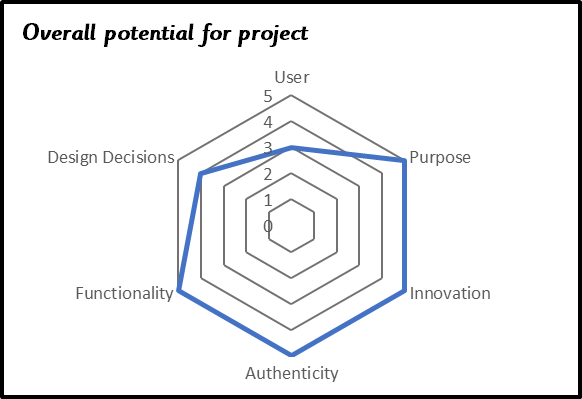 Overall potential for project
User
5
4
3
2
1
0
Design Decisions
Purpose
Functionality
Innovation
Authenticity